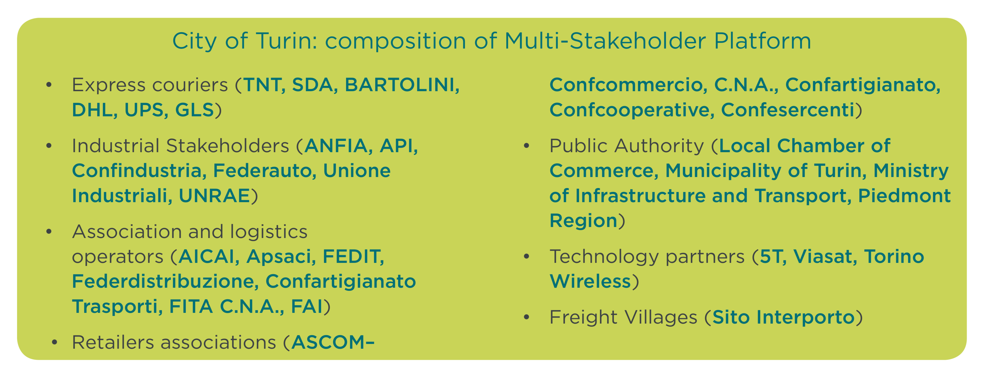 City of Turin: composition of Multi-Stakeholder Platform
• Express couriers (TNT, SDA, BARTOLINI,
DHL, UPS, GLS)
• Industrial Stakeholders (ANFIA, API,
Confindustria, Federauto, Unione
Industriali, UNRAE)
• Association and logistics
operators (AICAI, Apsaci, FEDIT,
Federdistribuzione, Confartigianato
Trasporti, FITA C.N.A., FAI)
• Retailers associations (ASCOM–
Confcommercio, C.N.A., Confartigianato,
Confcooperative, Confesercenti)
• Public Authority (Local Chamber of
Commerce, Municipality of Turin, Ministry
of Infrastructure and Transport, Piedmont
Region)
• Technology partners (5T, Viasat, Torino
Wireless)
• Freight Villages (Sito Interporto)